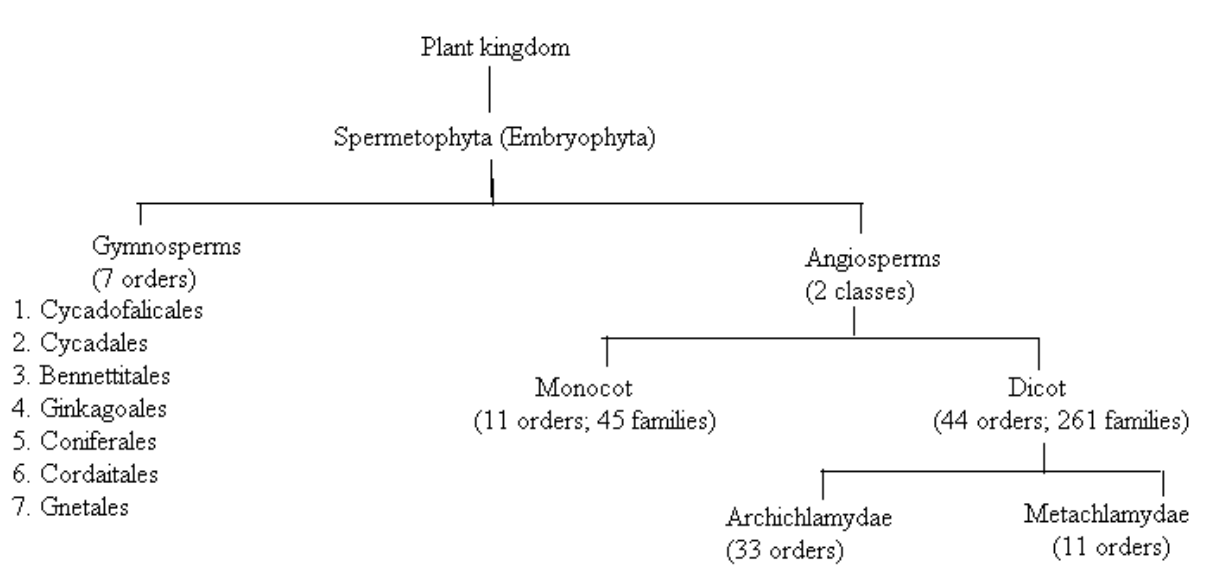 Plant kingdom
Spermetophyta (Embryophyta)
Gymnosperms
(7 orders)
1. Cycadofalicales
2. Cycadales
3. Bennettitales
4. Ginkagoales
5. Coniferales
6. Cordaitales
7. Gnetales
Angiosperms
(2 classes)
Monocot
(11 orders; 45 families)
Dicot
(44 orders; 261 families)
Archichlamydae
(33 orders)
Metachlamydae
(11 orders)